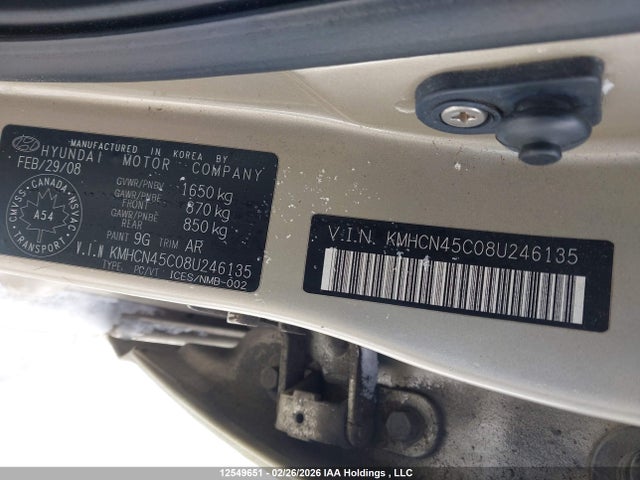 MANUFACTURED IN KOREA BY
HYUNDAI MOTOR COMPANY
FEB/29/08
GVWR/PNBV 1650 kg
GAWR/PNBE FRONT 870 kg
GAWR/PNBE REAR 850 kg
PAINT 9G TRIM AR
V.I.N KMHCN45C08U246135
TYPE: PC/VT ICES/NMB-002
CANADA
CMVSS NSVAC
A54
TRANSPORT
V.I.N. KMHCN45C08U246135
12549651 - 02/26/2026 IAA Holdings , LLC